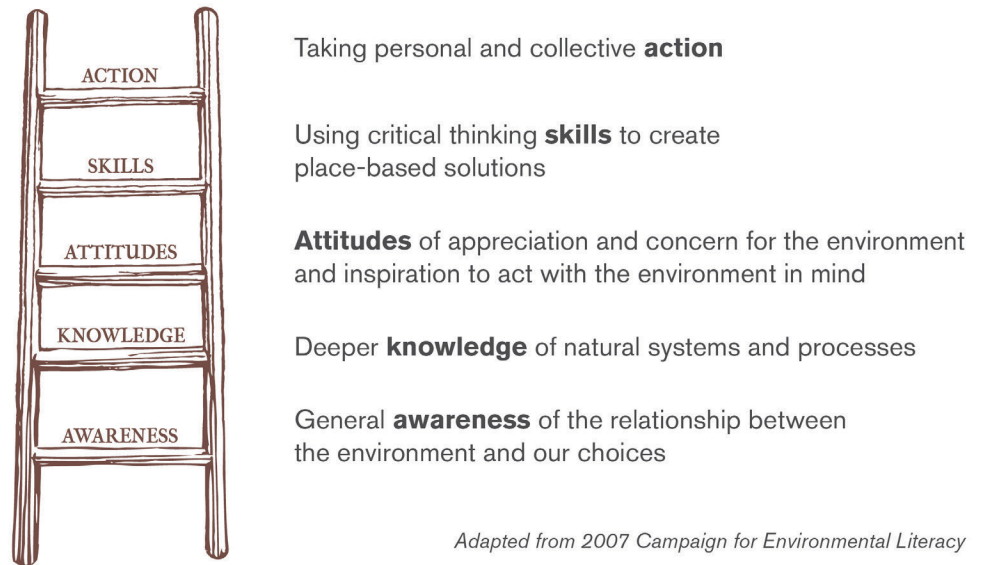 ACTION
Taking personal and collective action
SKILLS
Using critical thinking skills to create
place-based solutions
ATTITUDES
Attitudes of appreciation and concern for the environment
and inspiration to act with the environment in mind
KNOWLEDGE
Deeper knowledge of natural systems and processes
AWARENESS
General awareness of the relationship between
the environment and our choices
Adapted from 2007 Campaign for Environmental Literacy